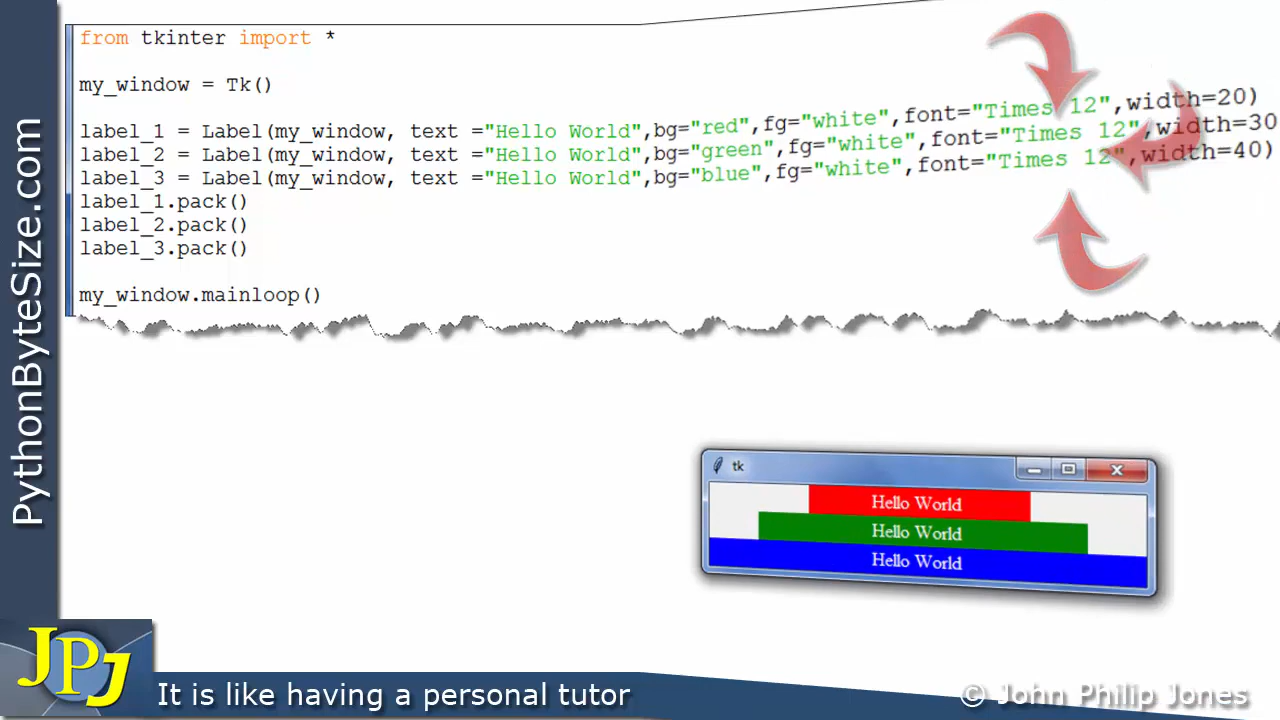 from tkinter import *
my_window = Tk()
label_1 = Label(my_window, text ="Hello World",bg="red",fg="white",font="Times 12",width=20)
label_2 = Label(my_window, text ="Hello World",bg="green",fg="white",font="Times 12",width=30
label_3 = Label(my_window, text ="Hello World",bg="blue",fg="white",font="Times 12",width=40)
label_1.pack()
label_2.pack()
label_3.pack()
my_window.mainloop()
PythonByteSize.com
tk
Hello World
Hello World
Hello World
JPJ
It is like having a personal tutor
© John Philip Jones